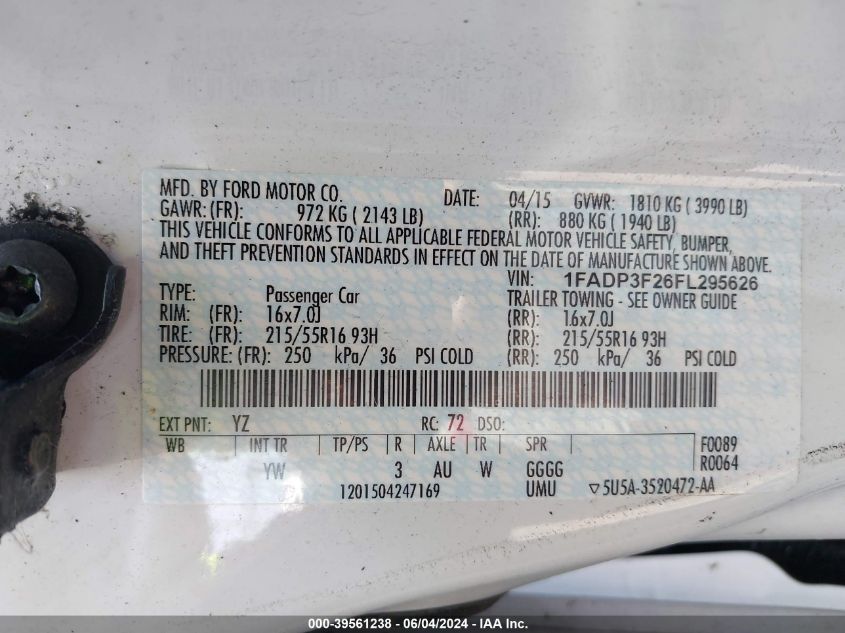 MFD. BY FORD MOTOR CO. DATE: 04/15 GVWR: 1810 KG ( 3990 LB)
GAWR: (FR): 972 KG ( 2143 LB) (RR): 880 KG ( 1940 LB)
THIS VEHICLE CONFORMS TO ALL APPLICABLE FEDERAL MOTOR VEHICLE SAFETY, BUMPER,
AND THEFT PREVENTION STANDARDS IN EFFECT ON THE DATE OF MANUFACTURE SHOWN ABOVE.
VIN: 1FADP3F26FL295626
TYPE: Passenger Car TRAILER TOWING - SEE OWNER GUIDE
RIM: (FR): 16x7.0J (RR): 16x7.0J
TIRE: (FR): 215/55R16 93H (RR): 215/55R16 93H
PRESSURE: (FR): 250 kPa/ 36 PSI COLD (RR): 250 kPa/ 36 PSI COLD
EXT PNT: YZ RC: 72 DSO:
WB INT TR TP/PS R AXLE TR SPR F0089
YW 3 AU W GGGG R0064
1201504247169 UMU ▽5U5A-3520472-AA
000-39561238 - 06/04/2024 - IAA Inc.